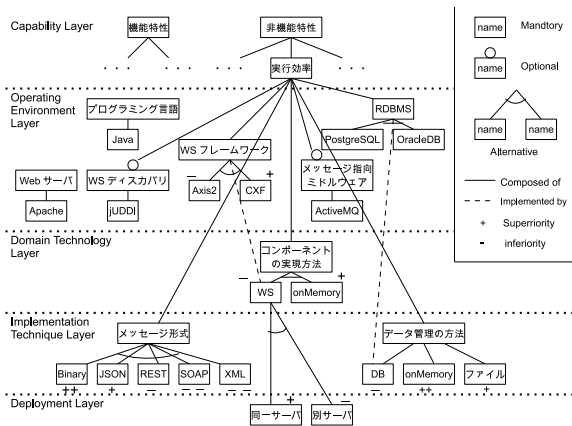 Capability Layer
機能特性
非機能特性
実行効率
Operating
Environment
Layer
プログラミング言語
Java
RDBMS
PostgreSQL
OracleDB
WS フレームワーク
Axis2
CXF
－
+
Web サーバ
Apache
WS ディスカバリ
jUDDI
メッセージ指向
ミドルウェア
ActiveMQ
Domain Technology
Layer
コンポーネント
の実現方法
－
WS
onMemory
+
Implementation
Technique Layer
メッセージ形式
Binary
JSON
REST
SOAP
XML
++
+
－
－ －
－ －
データ管理の方法
DB
onMemory
ファイル
－
++
+
Deployment Layer
同一サーバ
+
別サーバ
－
name
Mandtory
name
Optional
name
name
Alternative
Composed of
Implemented by
+
Superriority
-
inferiority